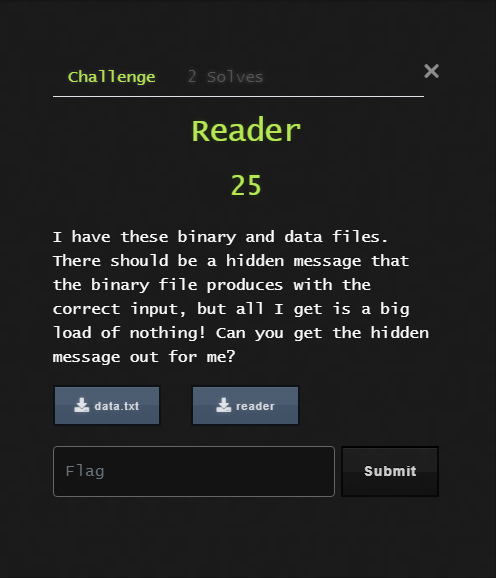 Challenge 2 Solves ×
Reader
25
I have these binary and data files.
There should be a hidden message that
the binary file produces with the
correct input, but all I get is a big
load of nothing! Can you get the hidden
message out for me?
data.txt reader
Flag Submit